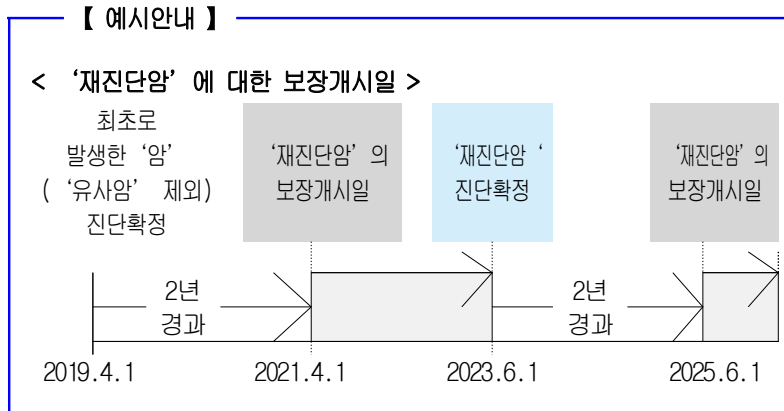 【 예시안내 】
< ‘재진단암’ 에 대한 보장개시일 >
최초로
발생한 ‘암’
( ‘유사암’ 제외)
진단확정
‘재진단암’ 의
보장개시일
‘재진단암 ‘
진단확정
‘재진단암’ 의
보장개시일
2년
경과
2년
경과
2019.4.1
2021.4.1
2023.6.1
2025.6.1